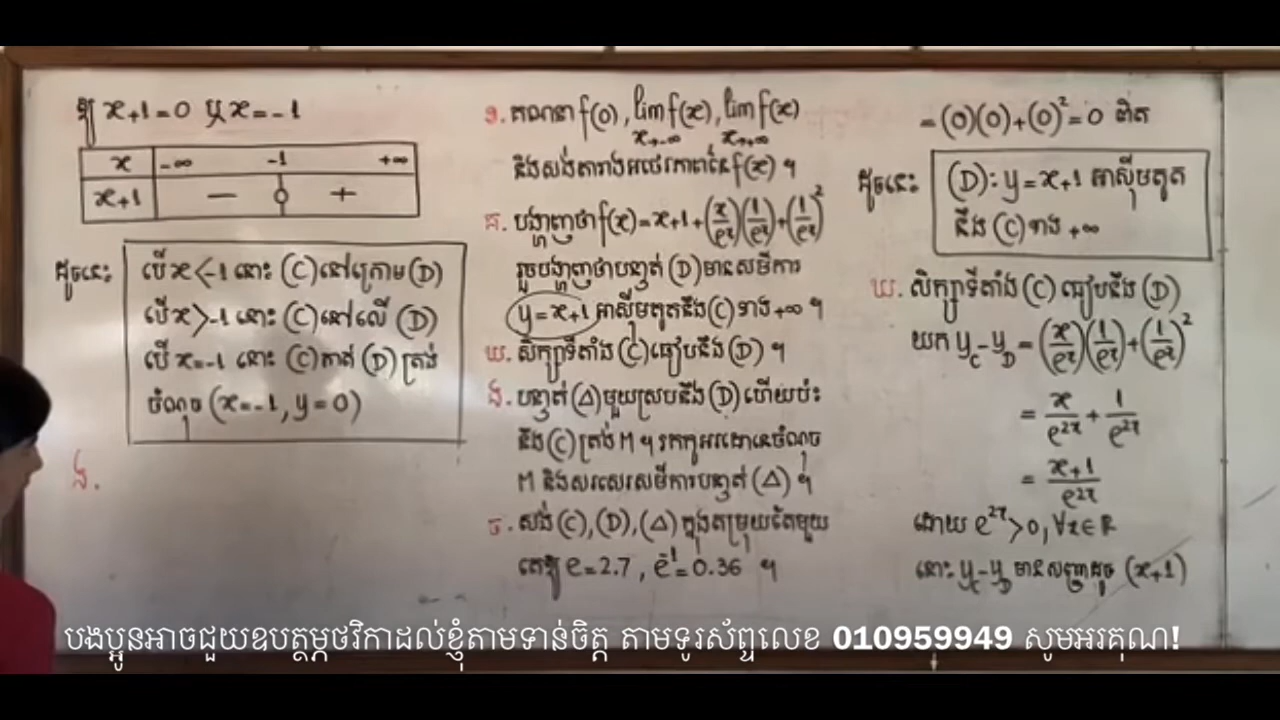 ឲ្យ x+1=0 ឬ x=-1
x -∞ -1 +∞
x+1 − 0 +
ដូចនេះ បើ x<-1 នោះ (C) នៅក្រោម (D)
បើ x>-1 នោះ (C) នៅលើ (D)
បើ x=-1 នោះ (C) កាត់ (D) ត្រង់
ចំណុច (x=-1, y=0)
ង.
១. គណនា f(0), lim f(x), lim f(x)
x→-∞ x→+∞
និងសង់តារាងអថេរភាពនៃ f(x) ។
គ. បង្ហាញថា f(x)=x+1+(x/eˣ)(1/eˣ)+(1/eˣ)²
រួចបង្ហាញថាបន្ទាត់ (D) មានសមីការ
y=x+1 អាស៊ីមតូតនឹង (C) ខាង +∞ ។
ឃ. សិក្សាទីតាំង (C) ធៀបនឹង (D) ។
ង. បន្ទាត់ (Δ) មួយស្របនឹង (D) ហើយប៉ះ
នឹង (C) ត្រង់ M ។ រកកូអរដោនេចំណុច
M និងសរសេរសមីការបន្ទាត់ (Δ) ។
ច. សង់ (C), (D), (Δ) ក្នុងតម្រុយតែមួយ
គេឲ្យ e=2.7, e⁻¹=0.36 ។
=(0)(0)+(0)²=0 ពិត
ដូចនេះ (D): y=x+1 អាស៊ីមតូត
នឹង (C) ខាង +∞
ឃ. សិក្សាទីតាំង (C) ធៀបនឹង (D)
យក y_C-y_D=(x/eˣ)(1/eˣ)+(1/eˣ)²
= x/e²ˣ + 1/e²ˣ
= (x+1)/e²ˣ
ដោយ e²ˣ>0, ∀x∈R
នោះ y_C-y_D មានសញ្ញាដូច (x+1)
បងប្អូនអាចជួយឧបត្ថម្ភថវិកាដល់ខ្ញុំតាមទាន់ចិត្ត តាមទូរស័ព្ទលេខ 010959949 សូមអរគុណ!